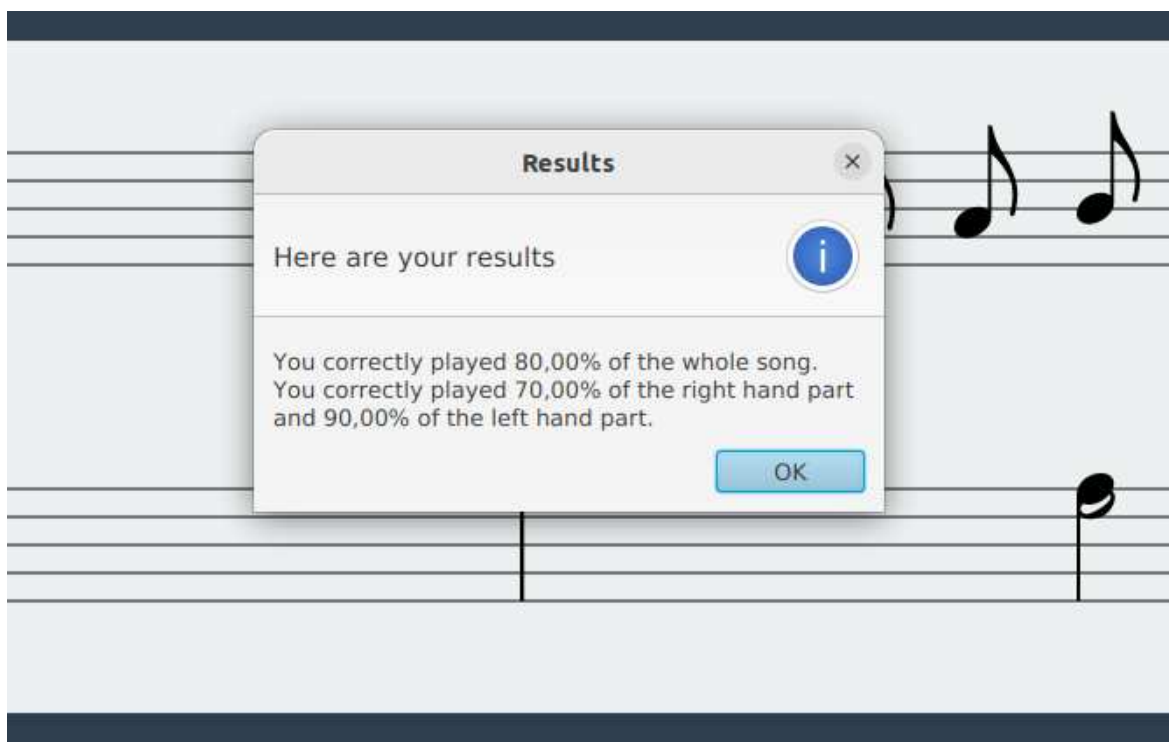 Results
Here are your results
You correctly played 80,00% of the whole song.
You correctly played 70,00% of the right hand part
and 90,00% of the left hand part.
OK